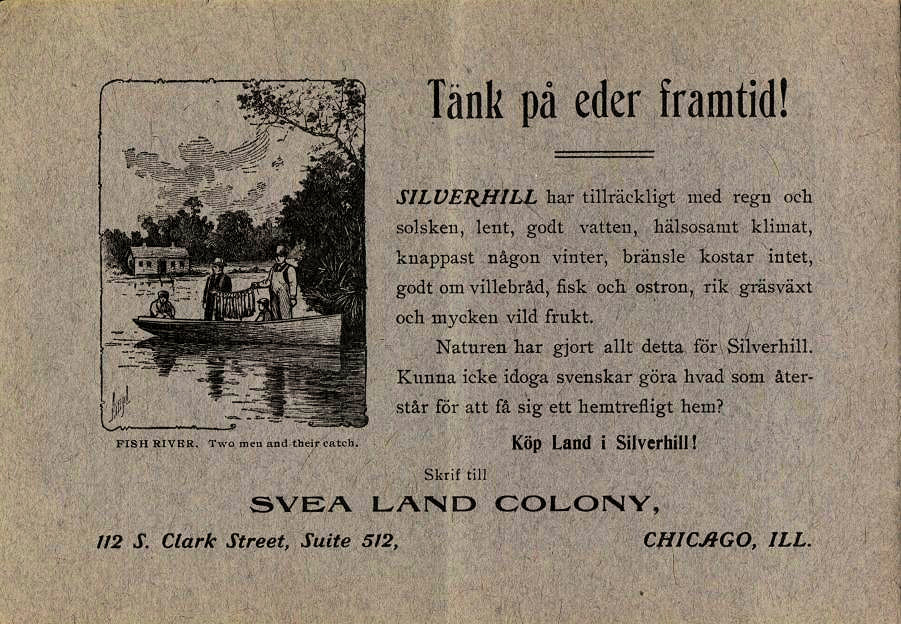 Tänk på eder framtid!
SILVERHILL har tillräckligt med regn och
solsken, lent, godt vatten, hälsosamt klimat,
knappast någon vinter, bränsle kostar intet,
godt om villebråd, fisk och ostron, rik gräsväxt
och mycken vild frukt.
Naturen har gjort allt detta för Silverhill.
Kunna icke idoga svenskar göra hvad som åter-
står för att få sig ett hemtrefligt hem?
Köp Land i Silverhill!
FISH RIVER. Two men and their catch.
Skrif till
SVEA LAND COLONY,
112 S. Clark Street, Suite 512,
CHICAGO, ILL.